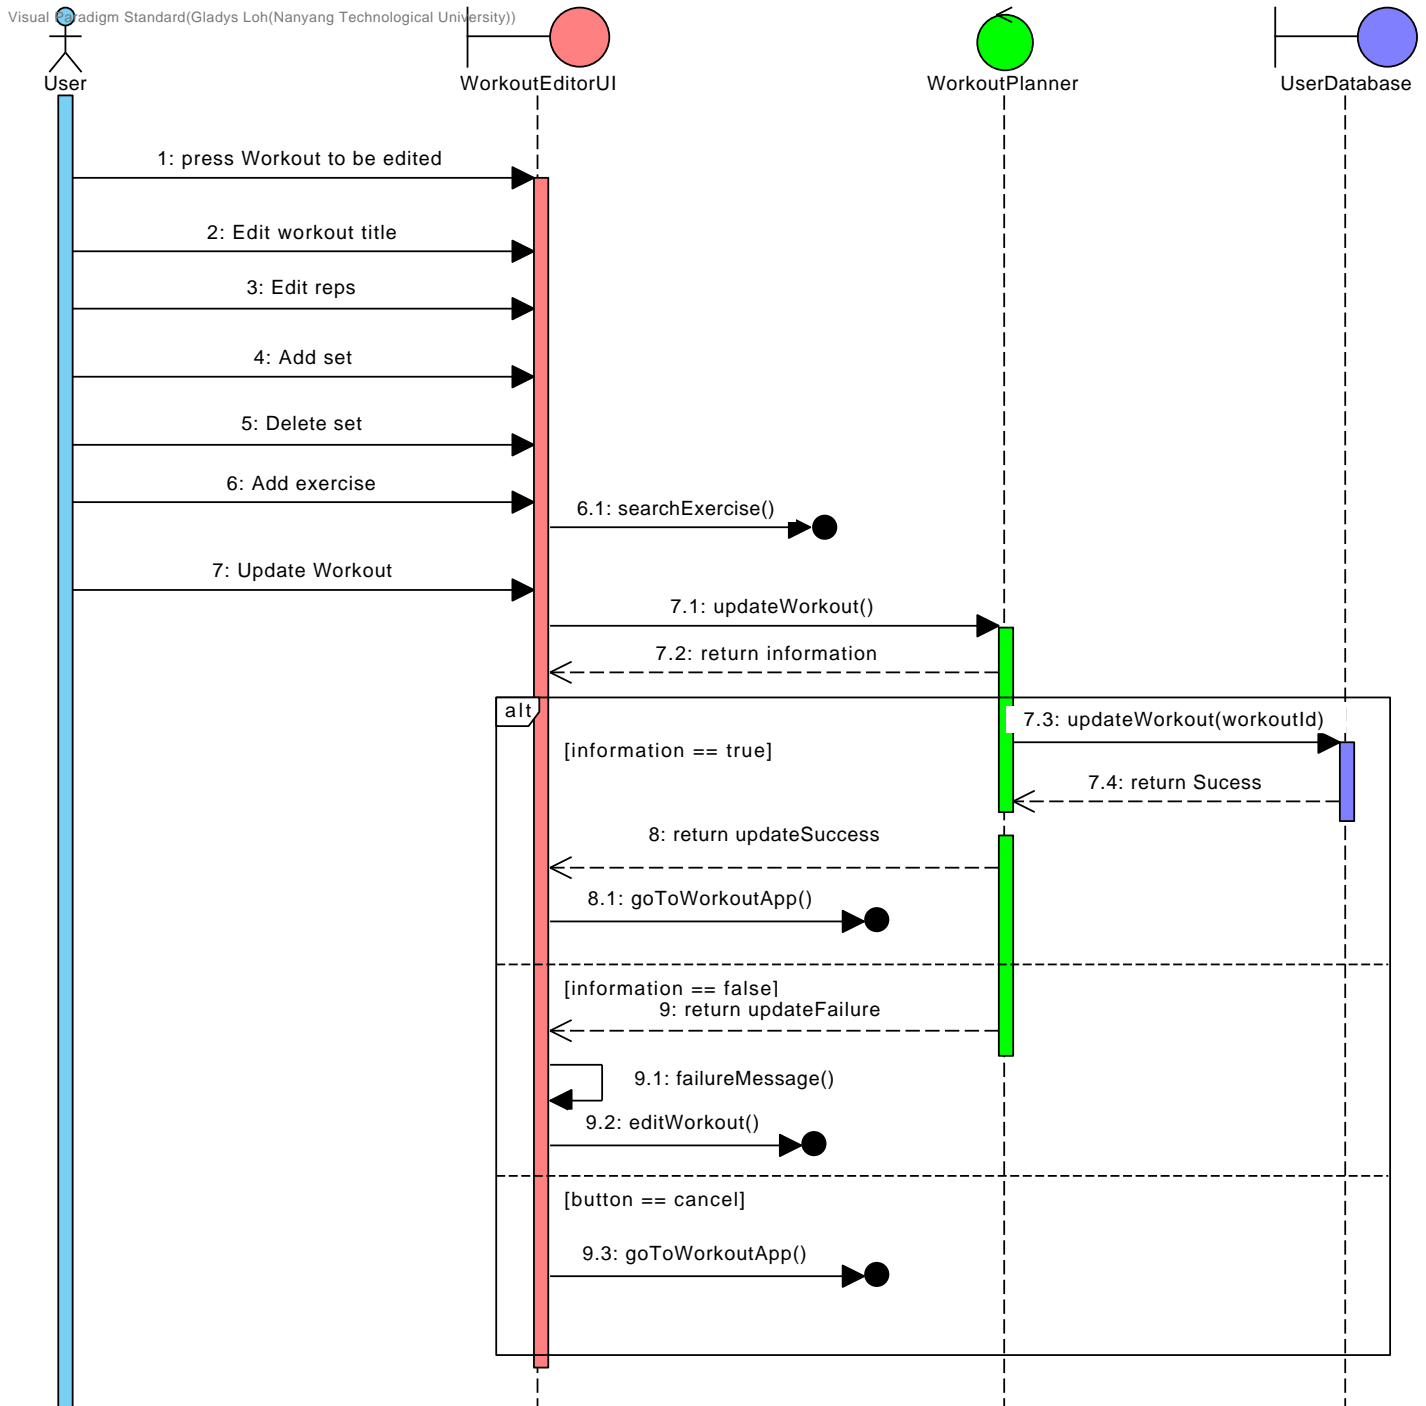 Visual Paradigm Standard(Gladys Loh(Nanyang Technological University))
User
WorkoutEditorUI
WorkoutPlanner
UserDatabase
1: press Workout to be edited
2: Edit workout title
3: Edit reps
4: Add set
5: Delete set
6: Add exercise
6.1: searchExercise()
7: Update Workout
7.1: updateWorkout()
7.2: return information
alt
7.3: updateWorkout(workoutId)
[information == true]
7.4: return Sucess
8: return updateSuccess
8.1: goToWorkoutApp()
[information == false]
9: return updateFailure
9.1: failureMessage()
9.2: editWorkout()
[button == cancel]
9.3: goToWorkoutApp()